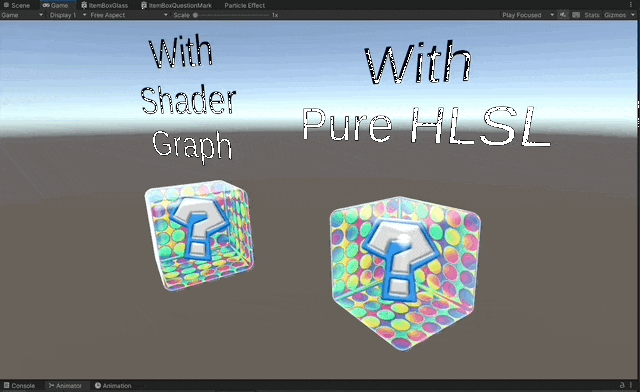 Scene Game ItemBoxGlass ItemBoxQuestionMark Particle Effect
Game Display 1 Free Aspect Scale 1x Play Focused Stats Gizmos
With
Shader
Graph
With
Pure HLSL
?
?
Console Animator Animation